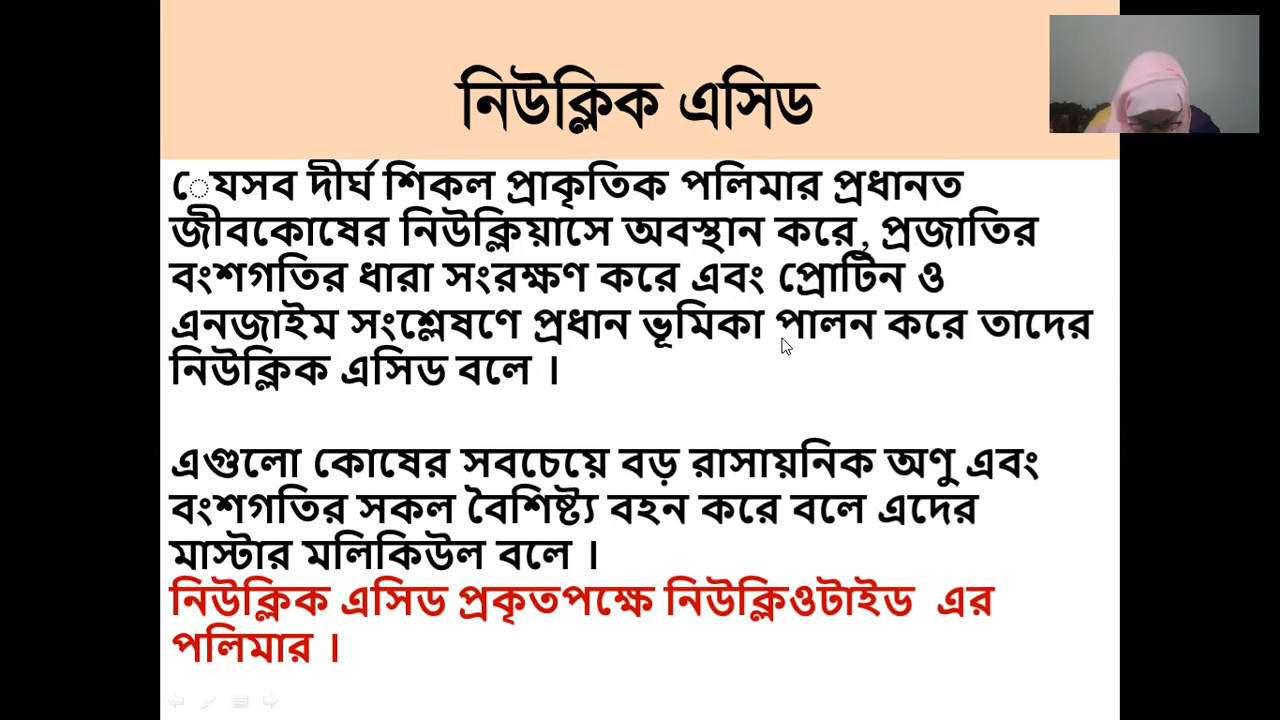 নিউক্লিক এসিড
েযসব দীর্ঘ শিকল প্রাকৃতিক পলিমার প্রধানত
জীবকোষের নিউক্লিয়াসে অবস্থান করে, প্রজাতির
বংশগতির ধারা সংরক্ষণ করে এবং প্রোটিন ও
এনজাইম সংশ্লেষণে প্রধান ভূমিকা পালন করে তাদের
নিউক্লিক এসিড বলে ।
এগুলো কোষের সবচেয়ে বড় রাসায়নিক অণু এবং
বংশগতির সকল বৈশিষ্ট্য বহন করে বলে এদের
মাস্টার মলিকিউল বলে ।
নিউক্লিক এসিড প্রকৃতপক্ষে নিউক্লিওটাইড এর
পলিমার ।